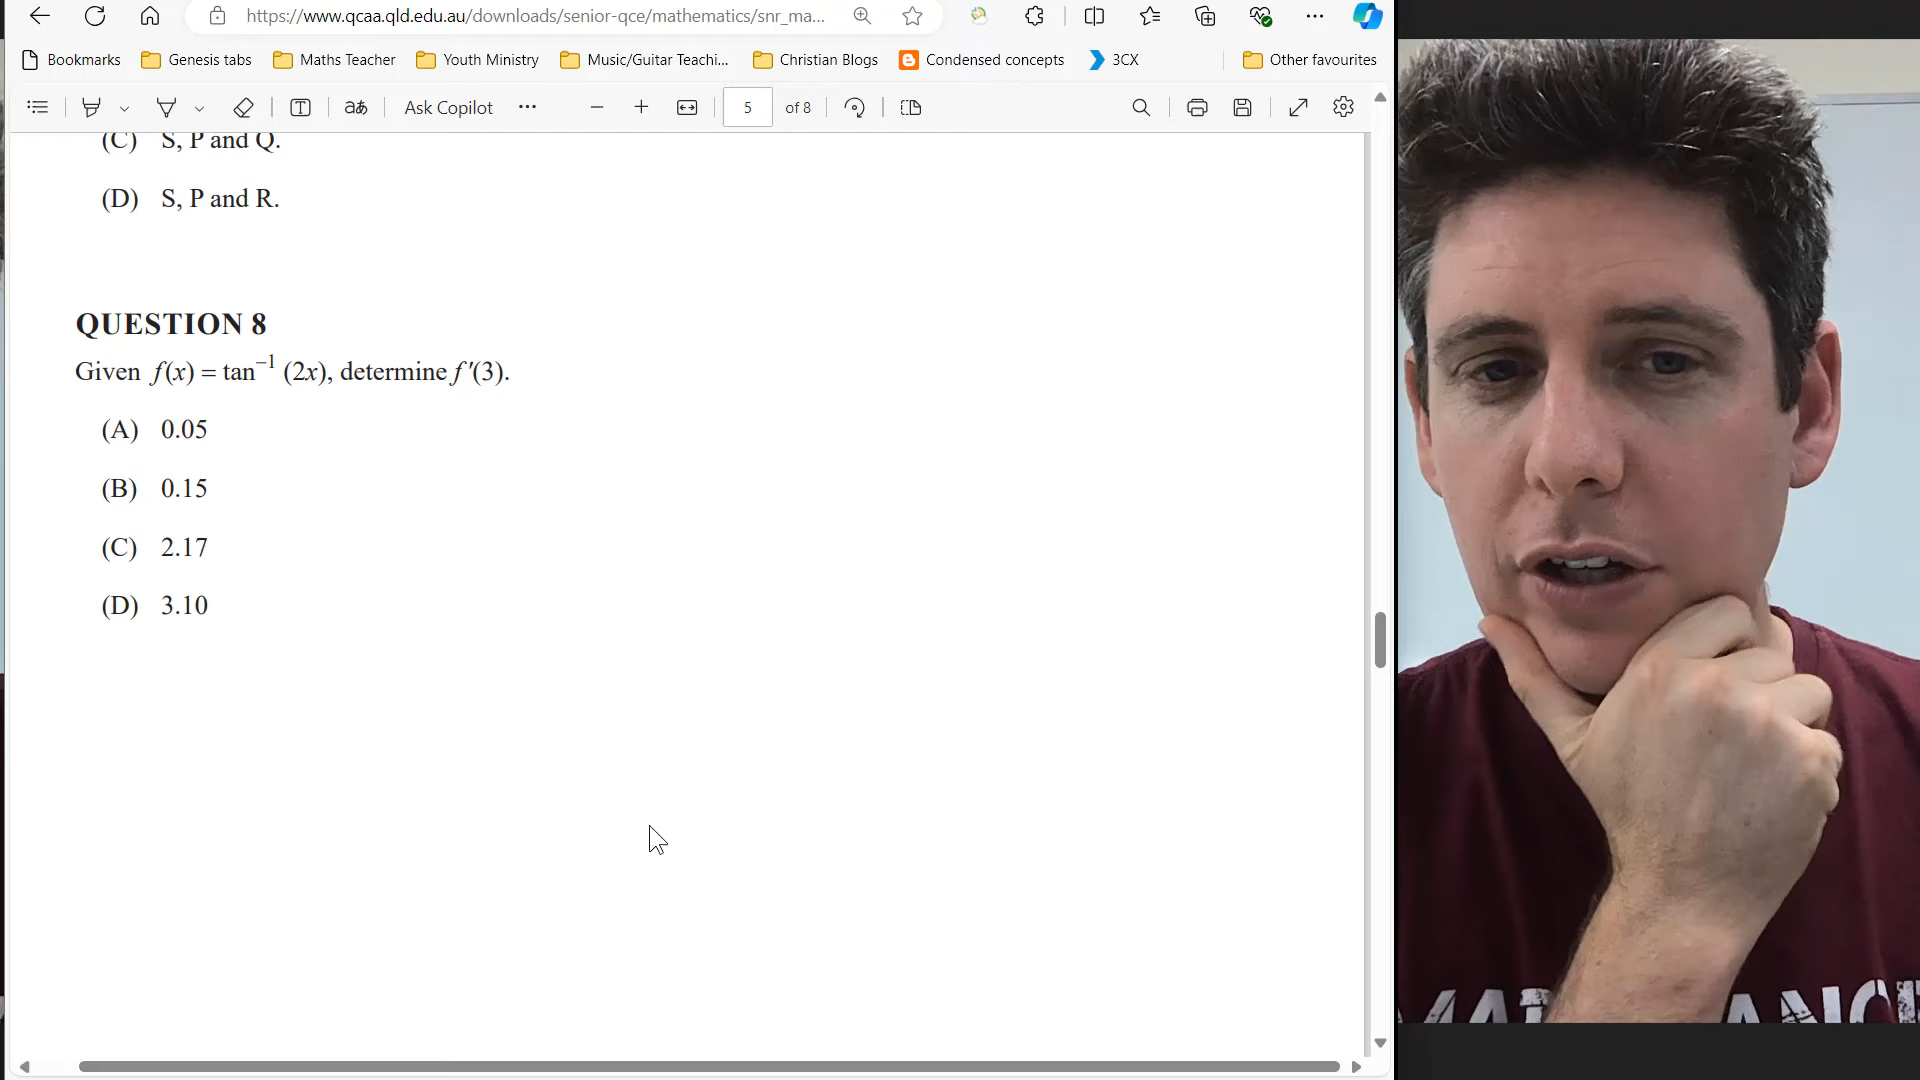 https://www.qcaa.qld.edu.au/downloads/senior-qce/mathematics/snr_ma...
Bookmarks Genesis tabs Maths Teacher Youth Ministry Music/Guitar Teachi... Christian Blogs Condensed concepts 3CX Other favourites
aあ Ask Copilot 5 of 8
(C) S, P and Q.
(D) S, P and R.
QUESTION 8
Given f(x) = tan⁻¹ (2x), determine f′(3).
(A) 0.05
(B) 0.15
(C) 2.17
(D) 3.10